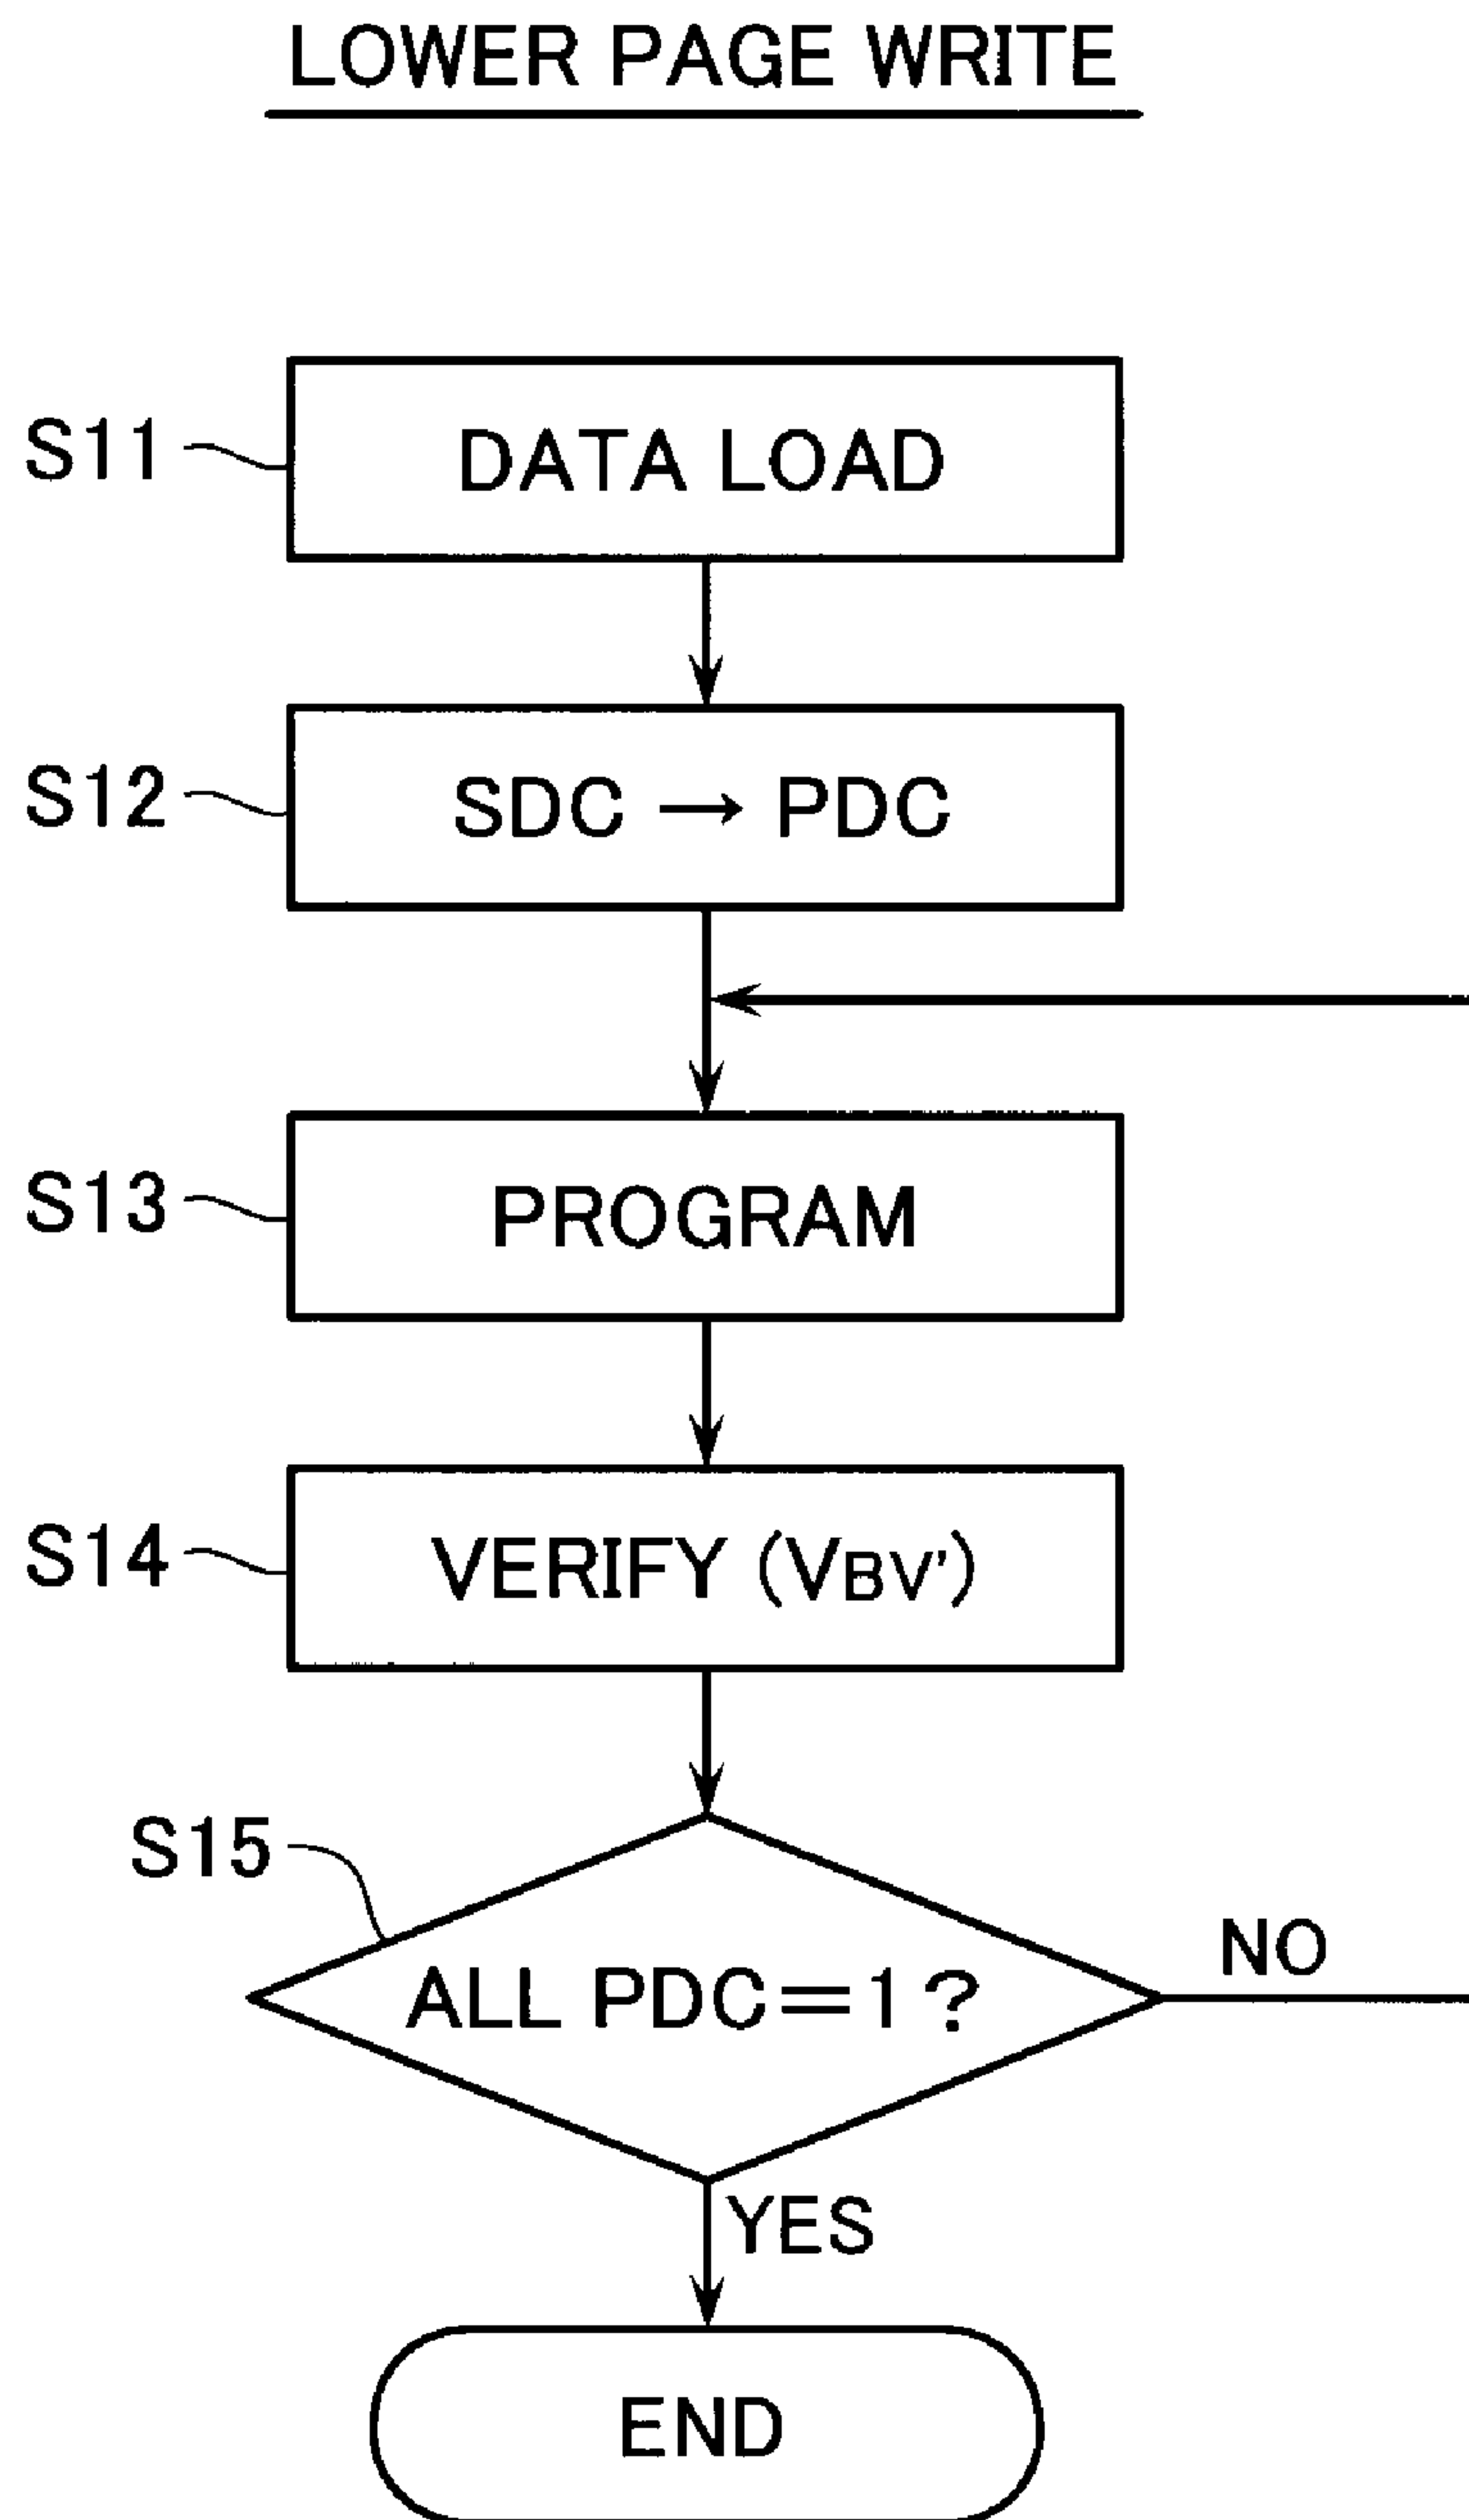 LOWER PAGE WRITE
S11
DATA LOAD
S12
SDC → PDC
S13
PROGRAM
S14
VERIFY (VBV')
S15
ALL PDC=1 ?
NO
YES
END